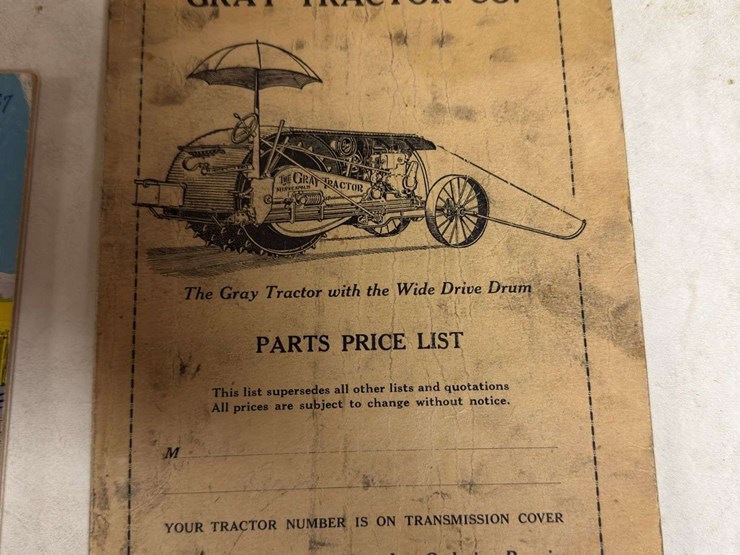 GRAY TRACTOR CO.
THE GRAY TRACTOR
MINNEAPOLIS
The Gray Tractor with the Wide Drive Drum
PARTS PRICE LIST
This list supersedes all other lists and quotations
All prices are subject to change without notice.
M
YOUR TRACTOR NUMBER IS ON TRANSMISSION COVER